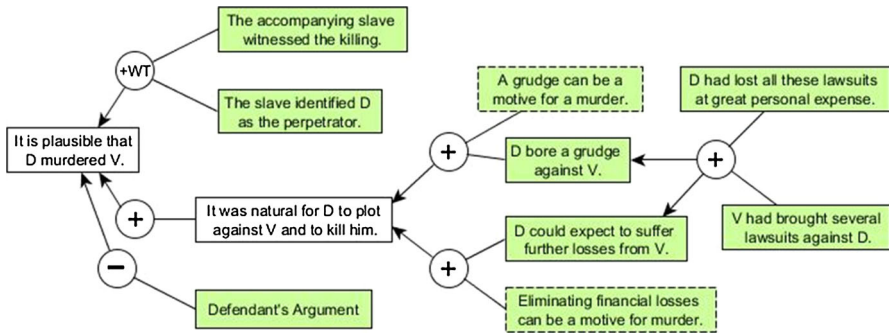 The accompanying slave
witnessed the killing.
+WT
The slave identified D
as the perpetrator.
It is plausible that
D murdered V.
A grudge can be a
motive for a murder.
D had lost all these lawsuits
at great personal expense.
+
D bore a grudge
against V.
+
+
It was natural for D to plot
against V and to kill him.
D could expect to suffer
further losses from V.
V had brought several
lawsuits against D.
−
+
Defendant's Argument
Eliminating financial losses
can be a motive for murder.